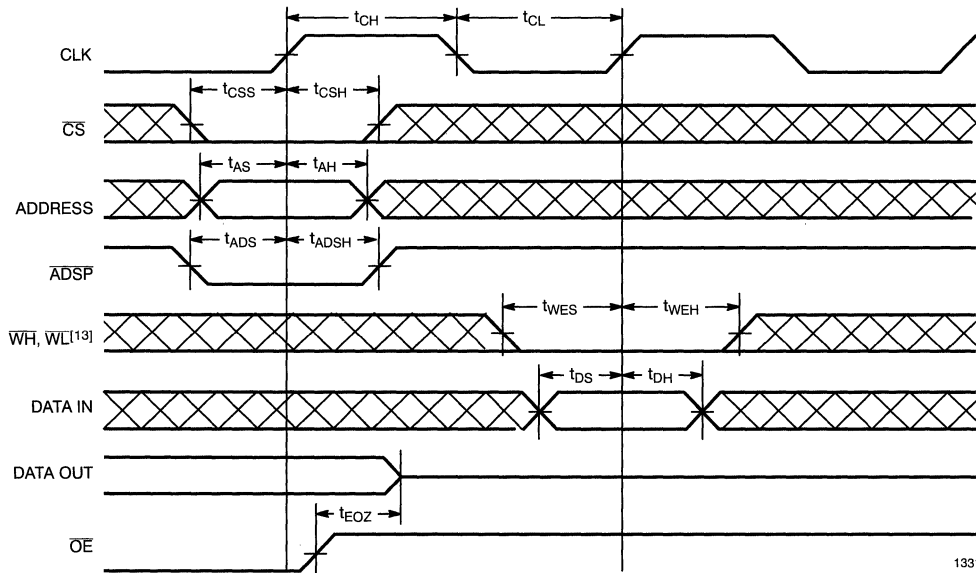 tCH tCL
CLK
tCSS tCSH
CS
tAS tAH
ADDRESS
tADS tADSH
ADSP
tWES tWEH
WH, WL[13]
tDS tDH
DATA IN
DATA OUT
tEOZ
OE
133